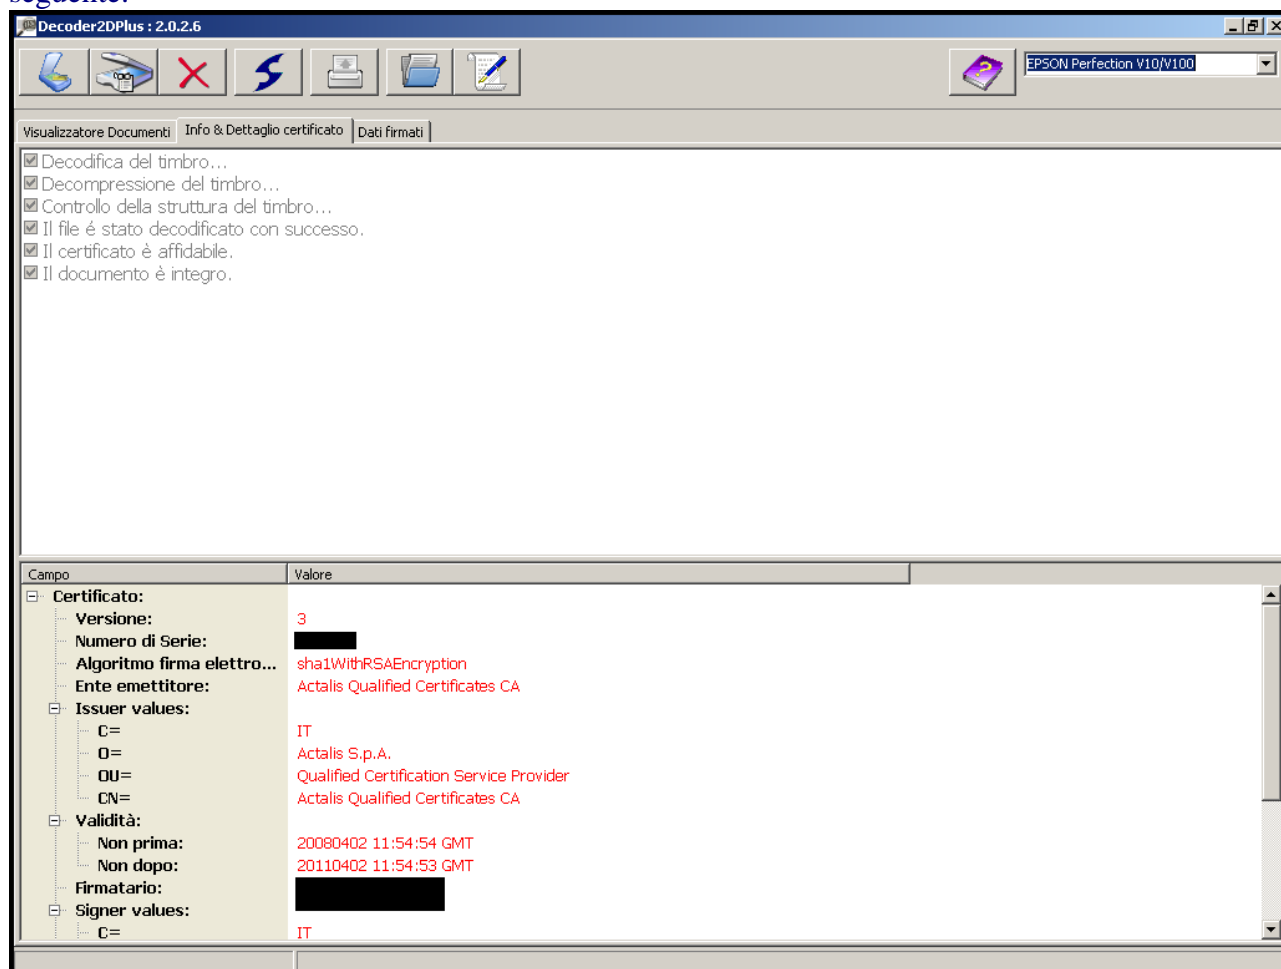 seguente:
Decoder2DPlus : 2.0.2.6
EPSON Perfection V10/V100
Visualizzatore Documenti Info & Dettaglio certificato Dati firmati
Decodifica del timbro...
Decompressione del timbro...
Controllo della struttura del timbro...
Il file é stato decodificato con successo.
Il certificato è affidabile.
Il documento è integro.
Campo Valore
Certificato:
Versione: 3
Numero di Serie:
Algoritmo firma elettro... sha1WithRSAEncryption
Ente emettitore: Actalis Qualified Certificates CA
Issuer values:
C= IT
O= Actalis S.p.A.
OU= Qualified Certification Service Provider
CN= Actalis Qualified Certificates CA
Validità:
Non prima: 20080402 11:54:54 GMT
Non dopo: 20110402 11:54:53 GMT
Firmatario:
Signer values:
C= IT